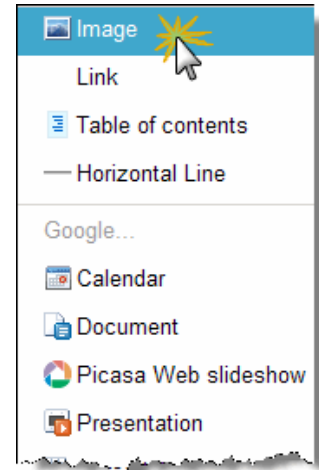 Image
Link
Table of contents
Horizontal Line
Google...
Calendar
Document
Picasa Web slideshow
Presentation